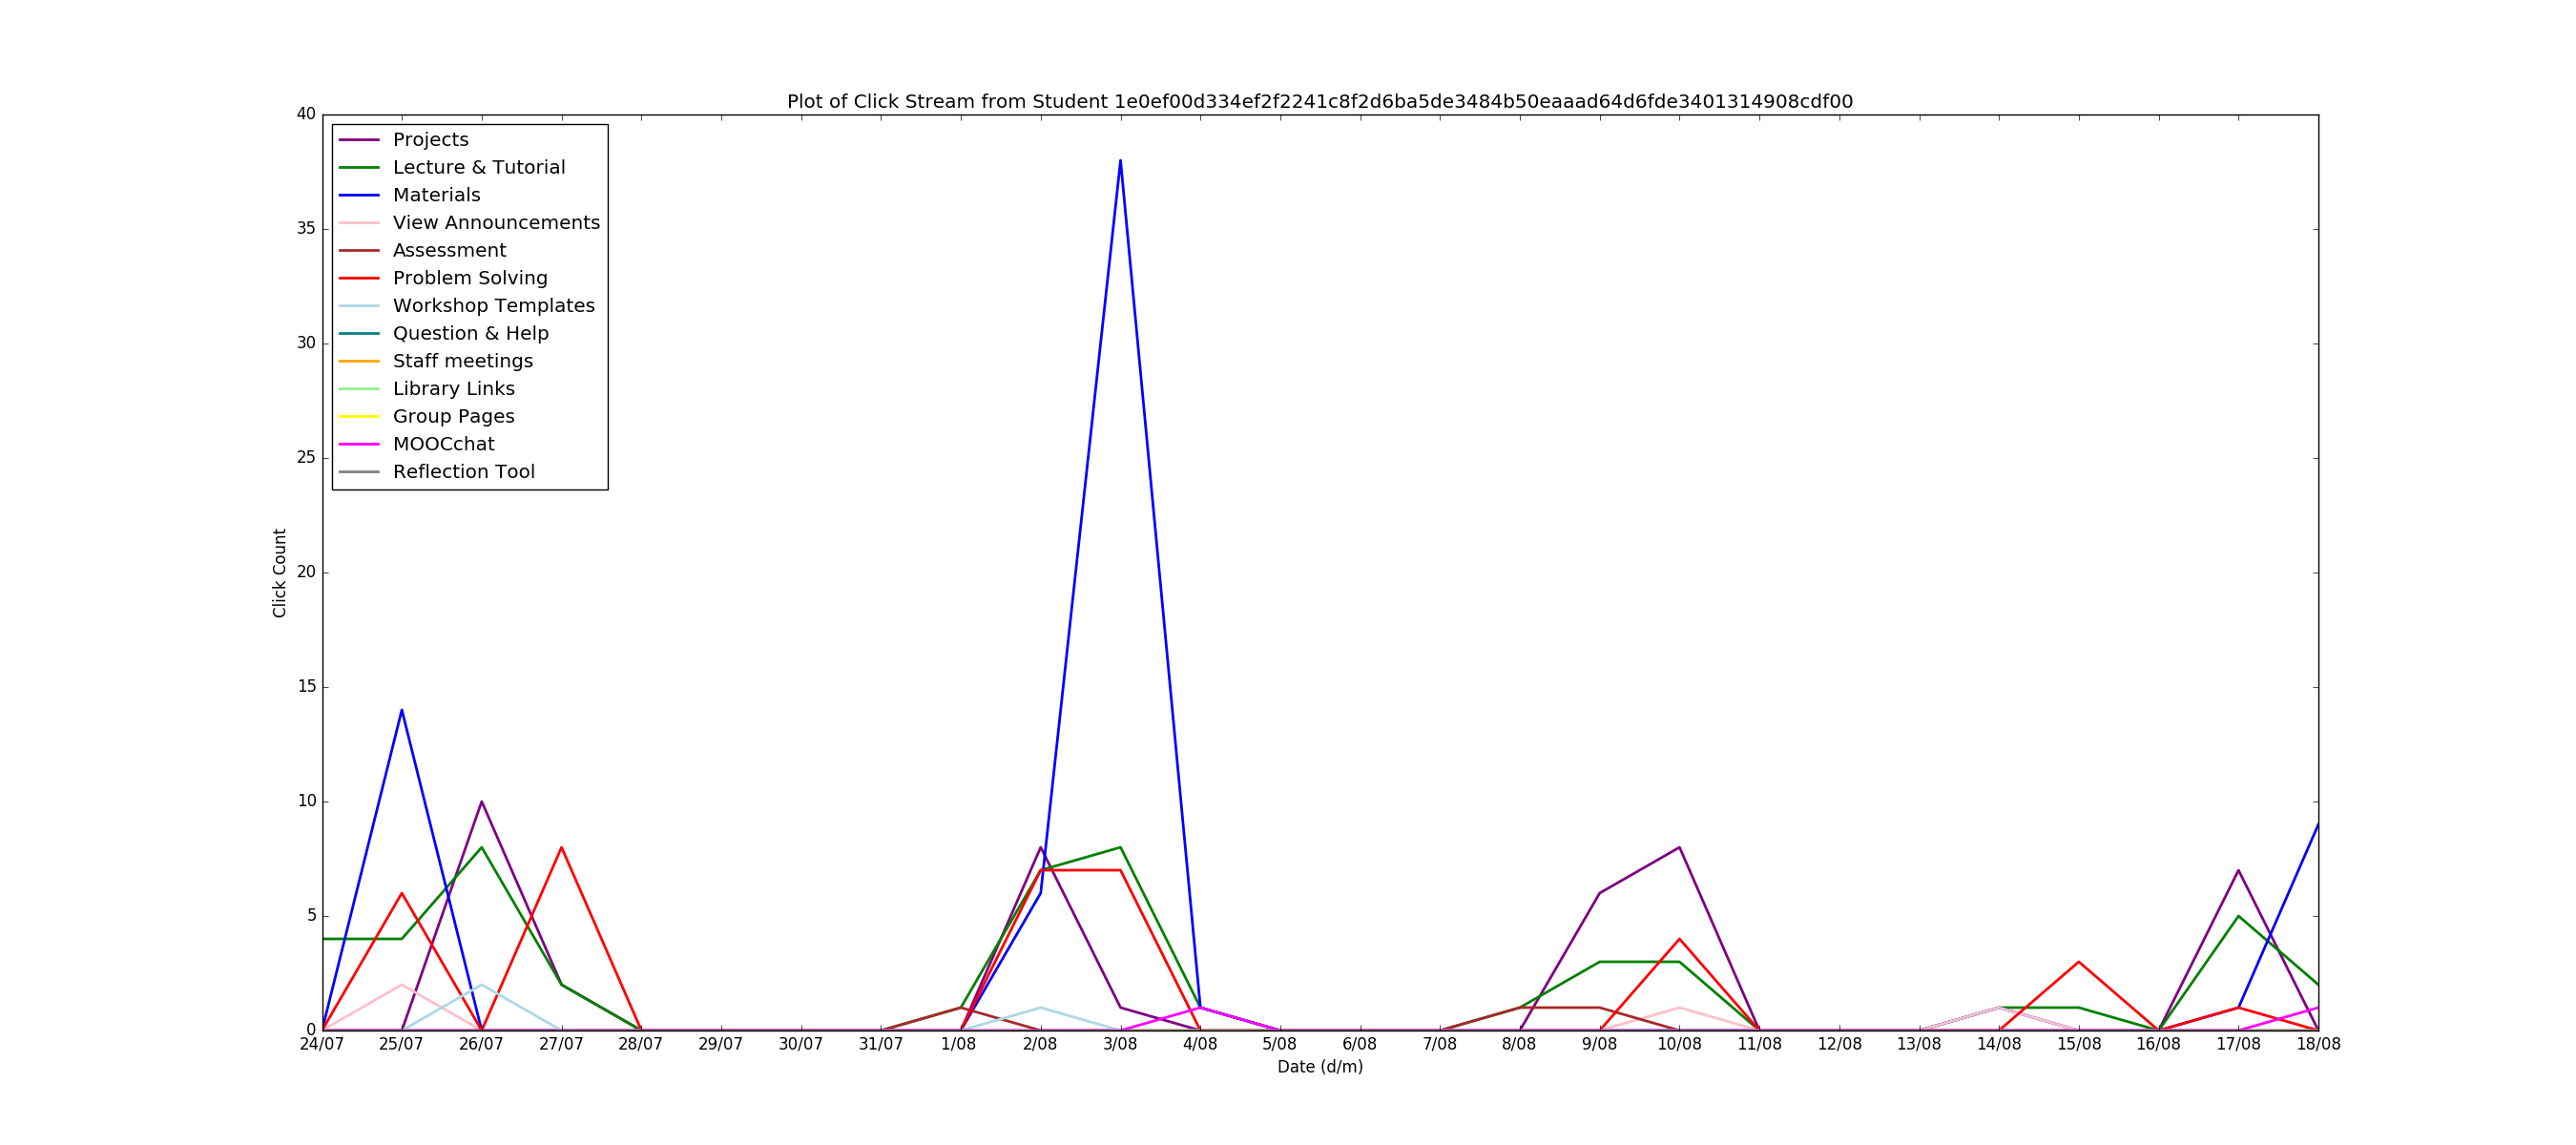 Plot of Click Stream from Student 1e0ef00d334ef2f2241c8f2d6ba5de3484b50eaaad64d6fde3401314908cdf00
40
35
30
25
20
15
10
5
0
Click Count
Projects
Lecture & Tutorial
Materials
View Announcements
Assessment
Problem Solving
Workshop Templates
Question & Help
Staff meetings
Library Links
Group Pages
MOOCchat
Reflection Tool
24/07 25/07 26/07 27/07 28/07 29/07 30/07 31/07 1/08 2/08 3/08 4/08 5/08 6/08 7/08 8/08 9/08 10/08 11/08 12/08 13/08 14/08 15/08 16/08 17/08 18/08
Date (d/m)